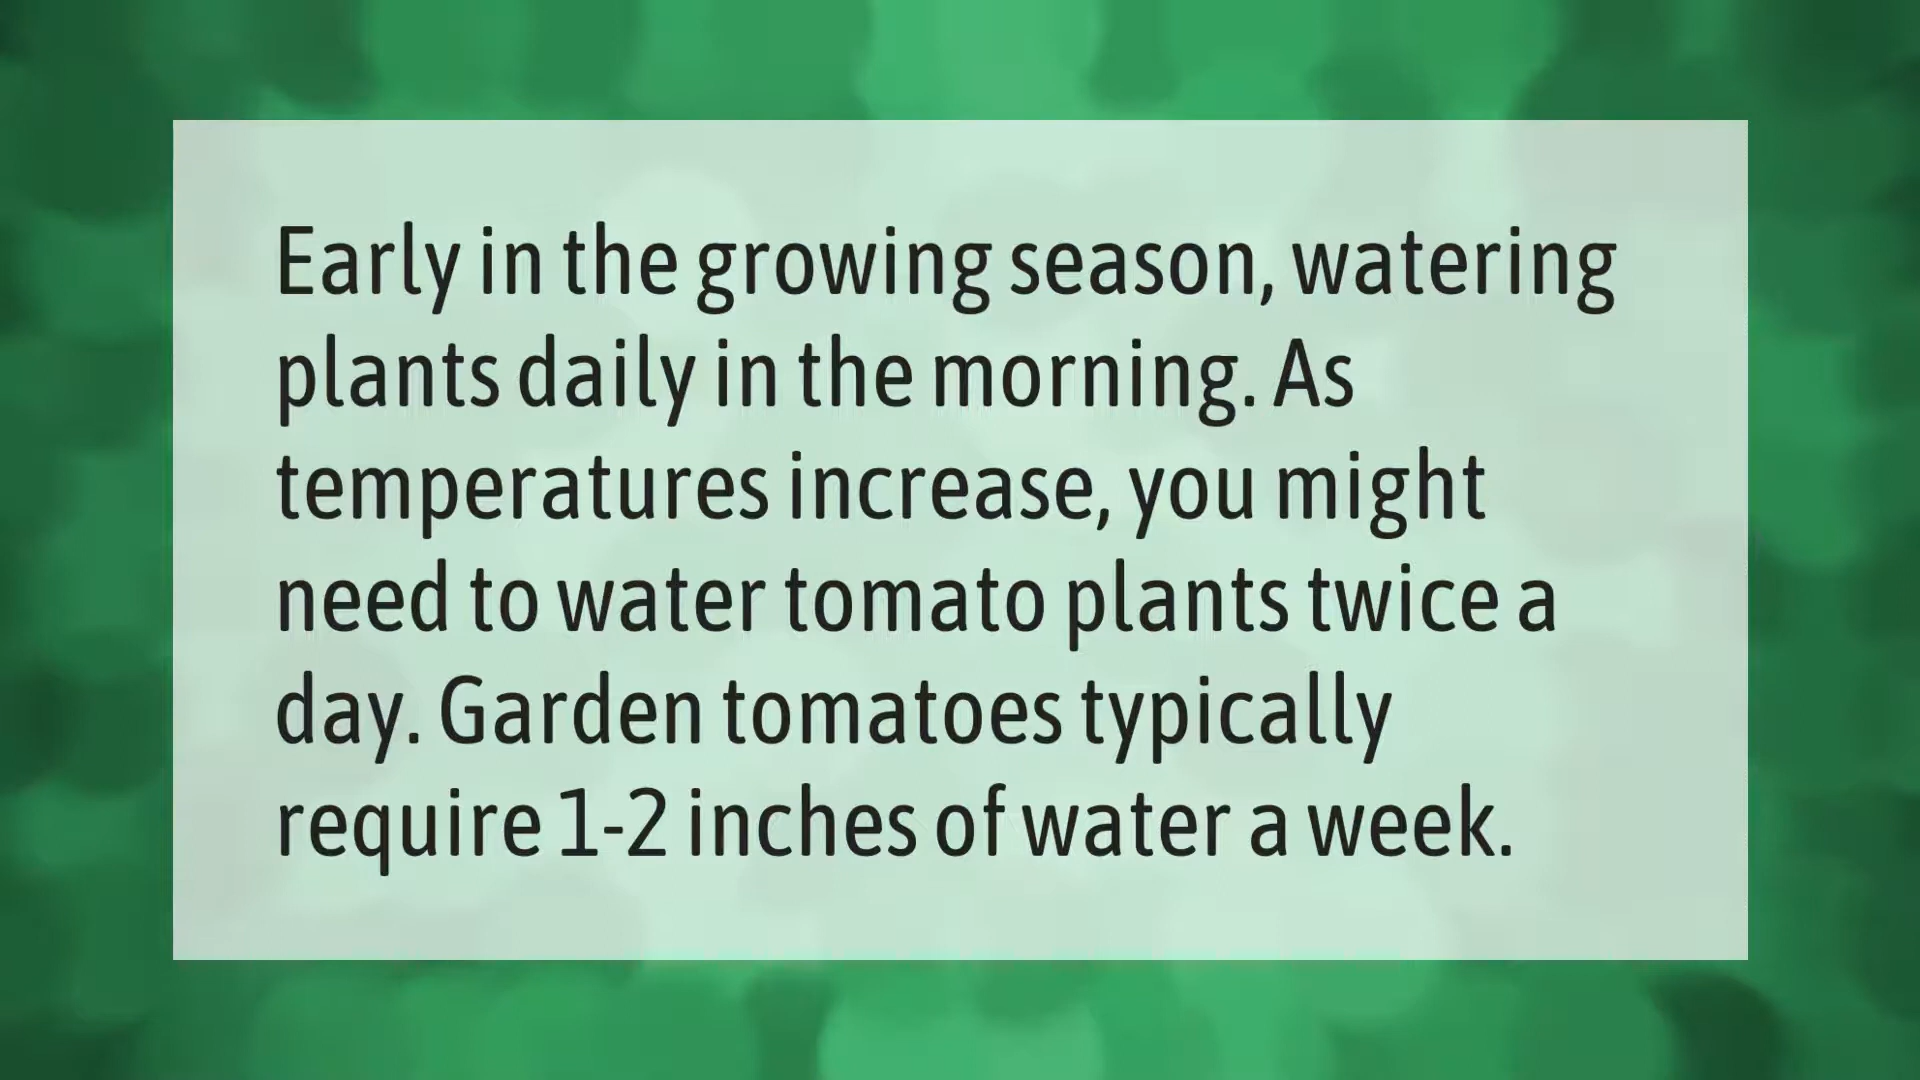 Early in the growing season, watering
plants daily in the morning. As
temperatures increase, you might
need to water tomato plants twice a
day. Garden tomatoes typically
require 1-2 inches of water a week.